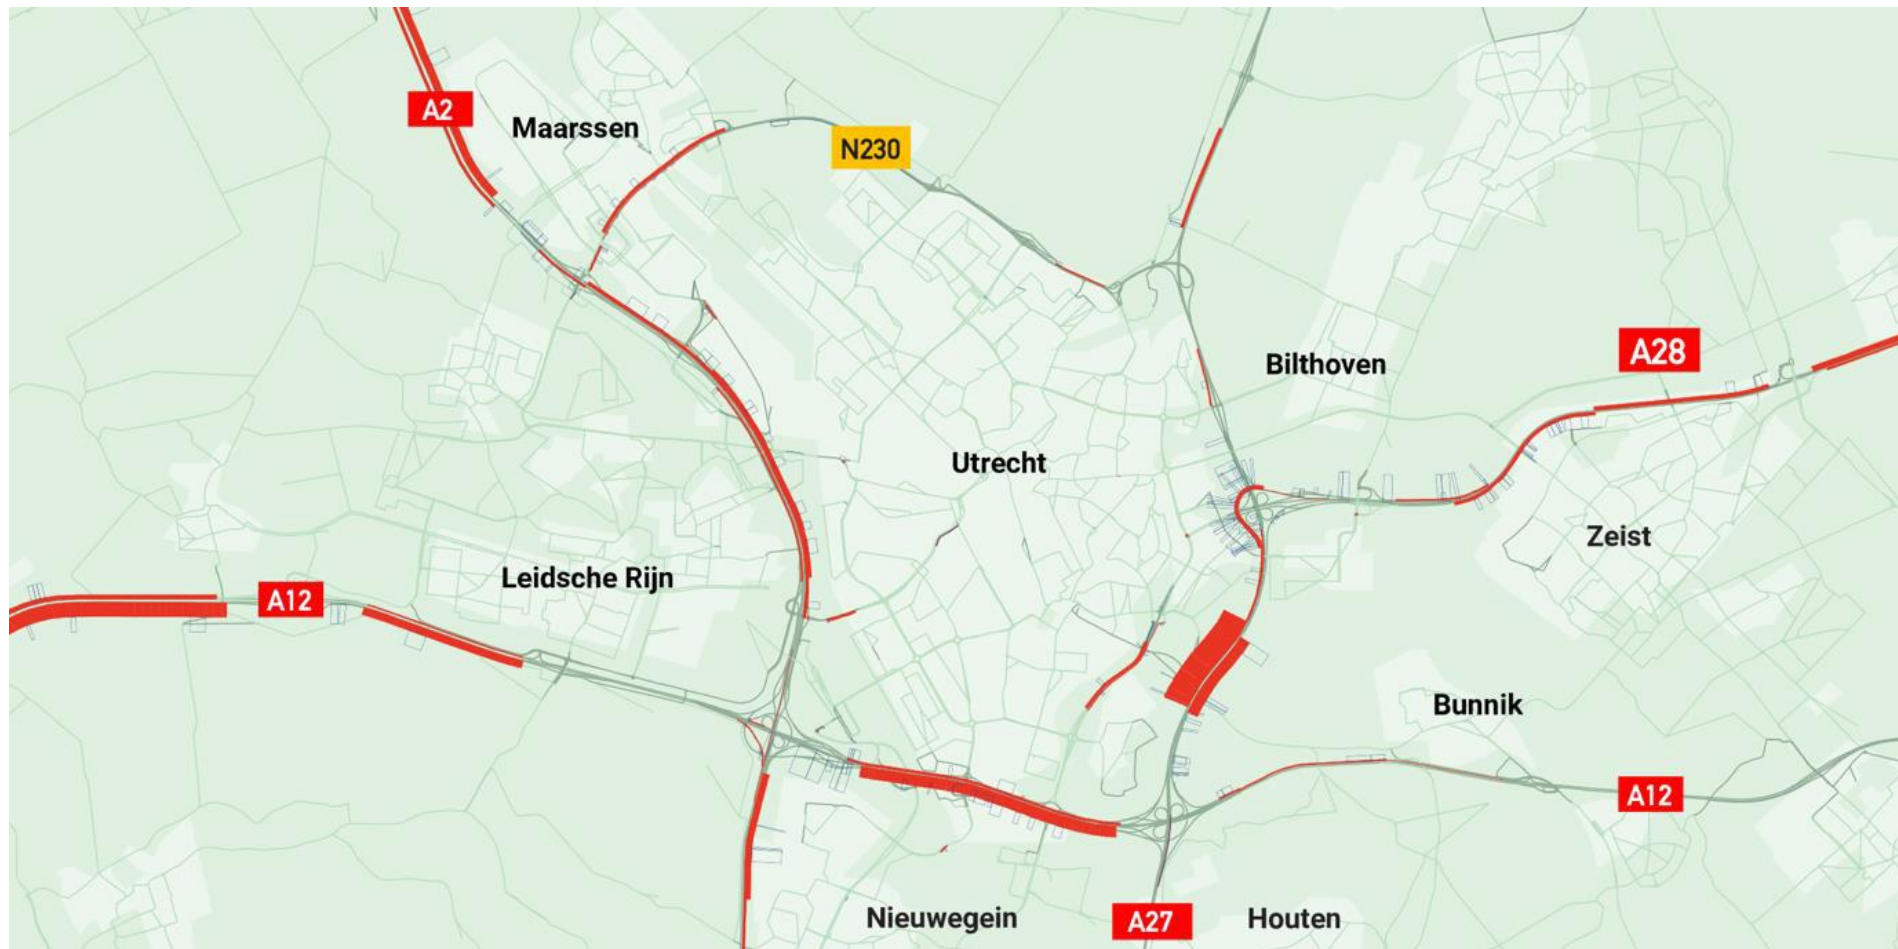 A2
Maarssen
N230
A28
Bilthoven
Utrecht
Zeist
Leidsche Rijn
A12
Bunnik
A12
Nieuwegein
A27
Houten